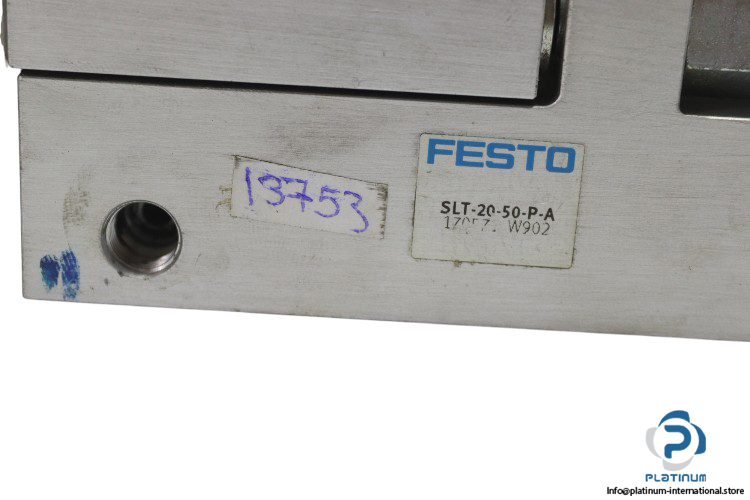 FESTO
SLT-20-50-P-A
W902
13753
PLATINUM
Info@platinum-international.store